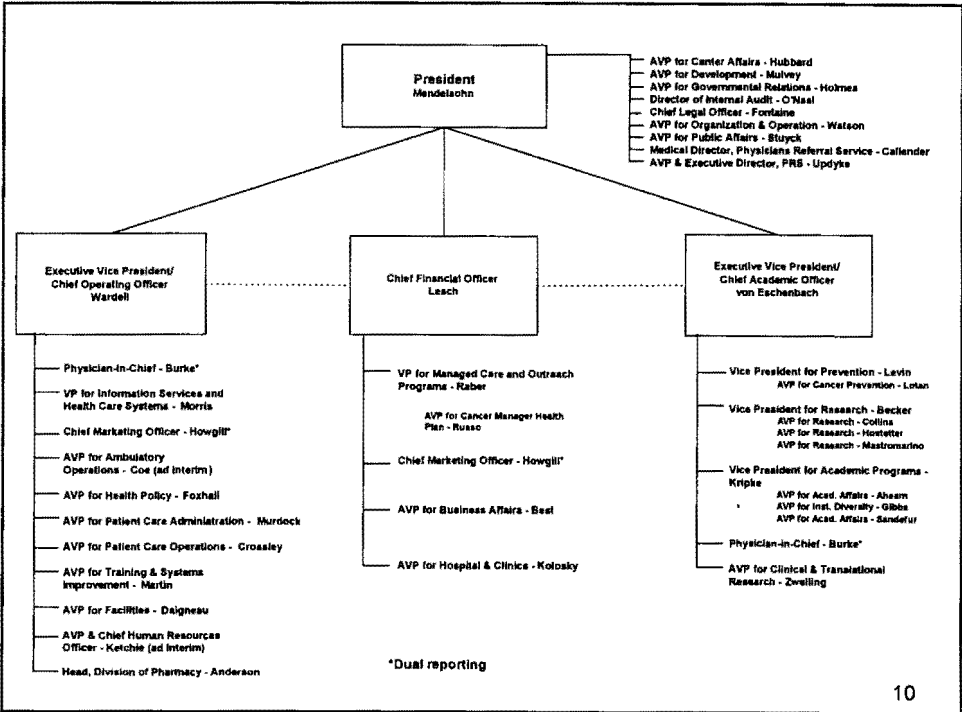 President
Mendelsohn
AVP for Center Affairs - Hubbard
AVP for Development - Mulvey
AVP for Governmental Relations - Holmes
Director of Internal Audit - O'Neal
Chief Legal Officer - Fontaine
AVP for Organization & Operation - Watson
AVP for Public Affairs - Stuyck
Medical Director, Physicians Referral Service - Callender
AVP & Executive Director, PRS - Updyke
Executive Vice President/
Chief Operating Officer
Wardell
Chief Financial Officer
Leach
Executive Vice President/
Chief Academic Officer
von Eschenbach
Physician-in-Chief - Burke*
VP for Information Services and
Health Care Systems - Morris
Chief Marketing Officer - Howgill*
AVP for Ambulatory
Operations - Coe (ad interim)
AVP for Health Policy - Foxhall
AVP for Patient Care Administration - Murdock
AVP for Patient Care Operations - Crossley
AVP for Training & Systems
Improvement - Martin
AVP for Facilities - Daigneau
AVP & Chief Human Resources
Officer - Ketchie (ad interim)
Head, Division of Pharmacy - Anderson
VP for Managed Care and Outreach
Programs - Raber
AVP for Cancer Manager Health
Plan - Russo
Chief Marketing Officer - Howgill*
AVP for Business Affairs - Best
AVP for Hospital & Clinics - Kolosky
Vice President for Prevention - Levin
AVP for Cancer Prevention - Lotan
Vice President for Research - Becker
AVP for Research - Collins
AVP for Research - Hostetter
AVP for Research - Mastromarino
Vice President for Academic Programs -
Kripke
AVP for Acad. Affairs - Ahearn
AVP for Inst. Diversity - Gibbs
AVP for Acad. Affairs - Sandefur
Physician-in-Chief - Burke*
AVP for Clinical & Translational
Research - Zwelling
*Dual reporting
10